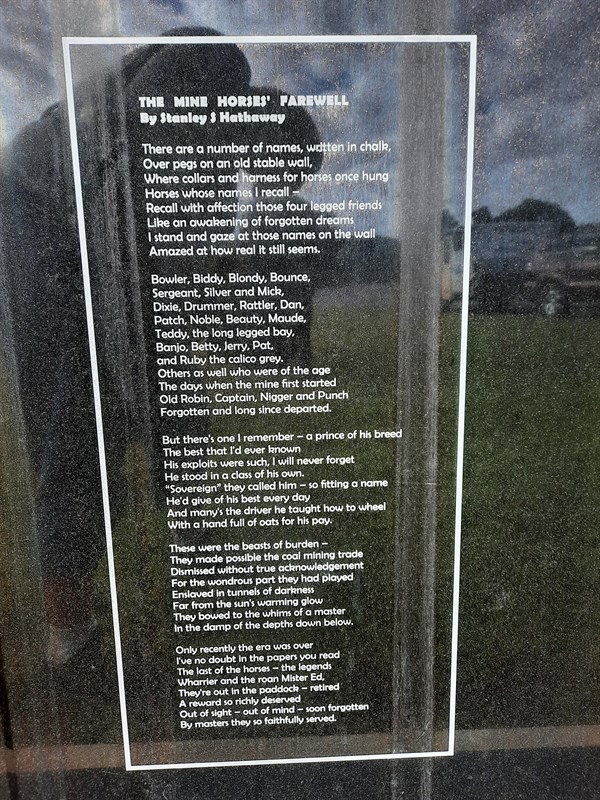 THE MINE HORSES' FAREWELL
By Stanley S Hathaway
There are a number of names, written in chalk,
Over pegs on an old stable wall,
Where collars and harness for horses once hung
Horses whose names I recall –
Recall with affection those four legged friends
Like an awakening of forgotten dreams
I stand and gaze at those names on the wall
Amazed at how real it still seems.
Bowler, Biddy, Blondy, Bounce,
Sergeant, Silver and Mick,
Dixie, Drummer, Rattler, Dan,
Patch, Noble, Beauty, Maude,
Teddy, the long legged bay,
Banjo, Betty, Jerry, Pat,
and Ruby the calico grey.
Others as well who were of the age
The days when the mine first started
Old Robin, Captain, Nigger and Punch
Forgotten and long since departed.
But there's one I remember – a prince of his breed
The best that I'd ever known
His exploits were such, I will never forget
He stood in a class of his own.
"Sovereign" they called him – so fitting a name
He'd give of his best every day
And many's the driver he taught how to wheel
With a hand full of oats for his pay.
These were the beasts of burden –
They made possible the coal mining trade
Dismissed without true acknowledgement
For the wondrous part they had played
Enslaved in tunnels of darkness
Far from the sun's warming glow
They bowed to the whims of a master
In the damp of the depths down below.
Only recently the era was over
I've no doubt in the papers you read
The last of the horses – the legends
Wharrier and the roan Mister Ed,
They're out in the paddock – retired
A reward so richly deserved
Out of sight – out of mind – soon forgotten
By masters they so faithfully served.